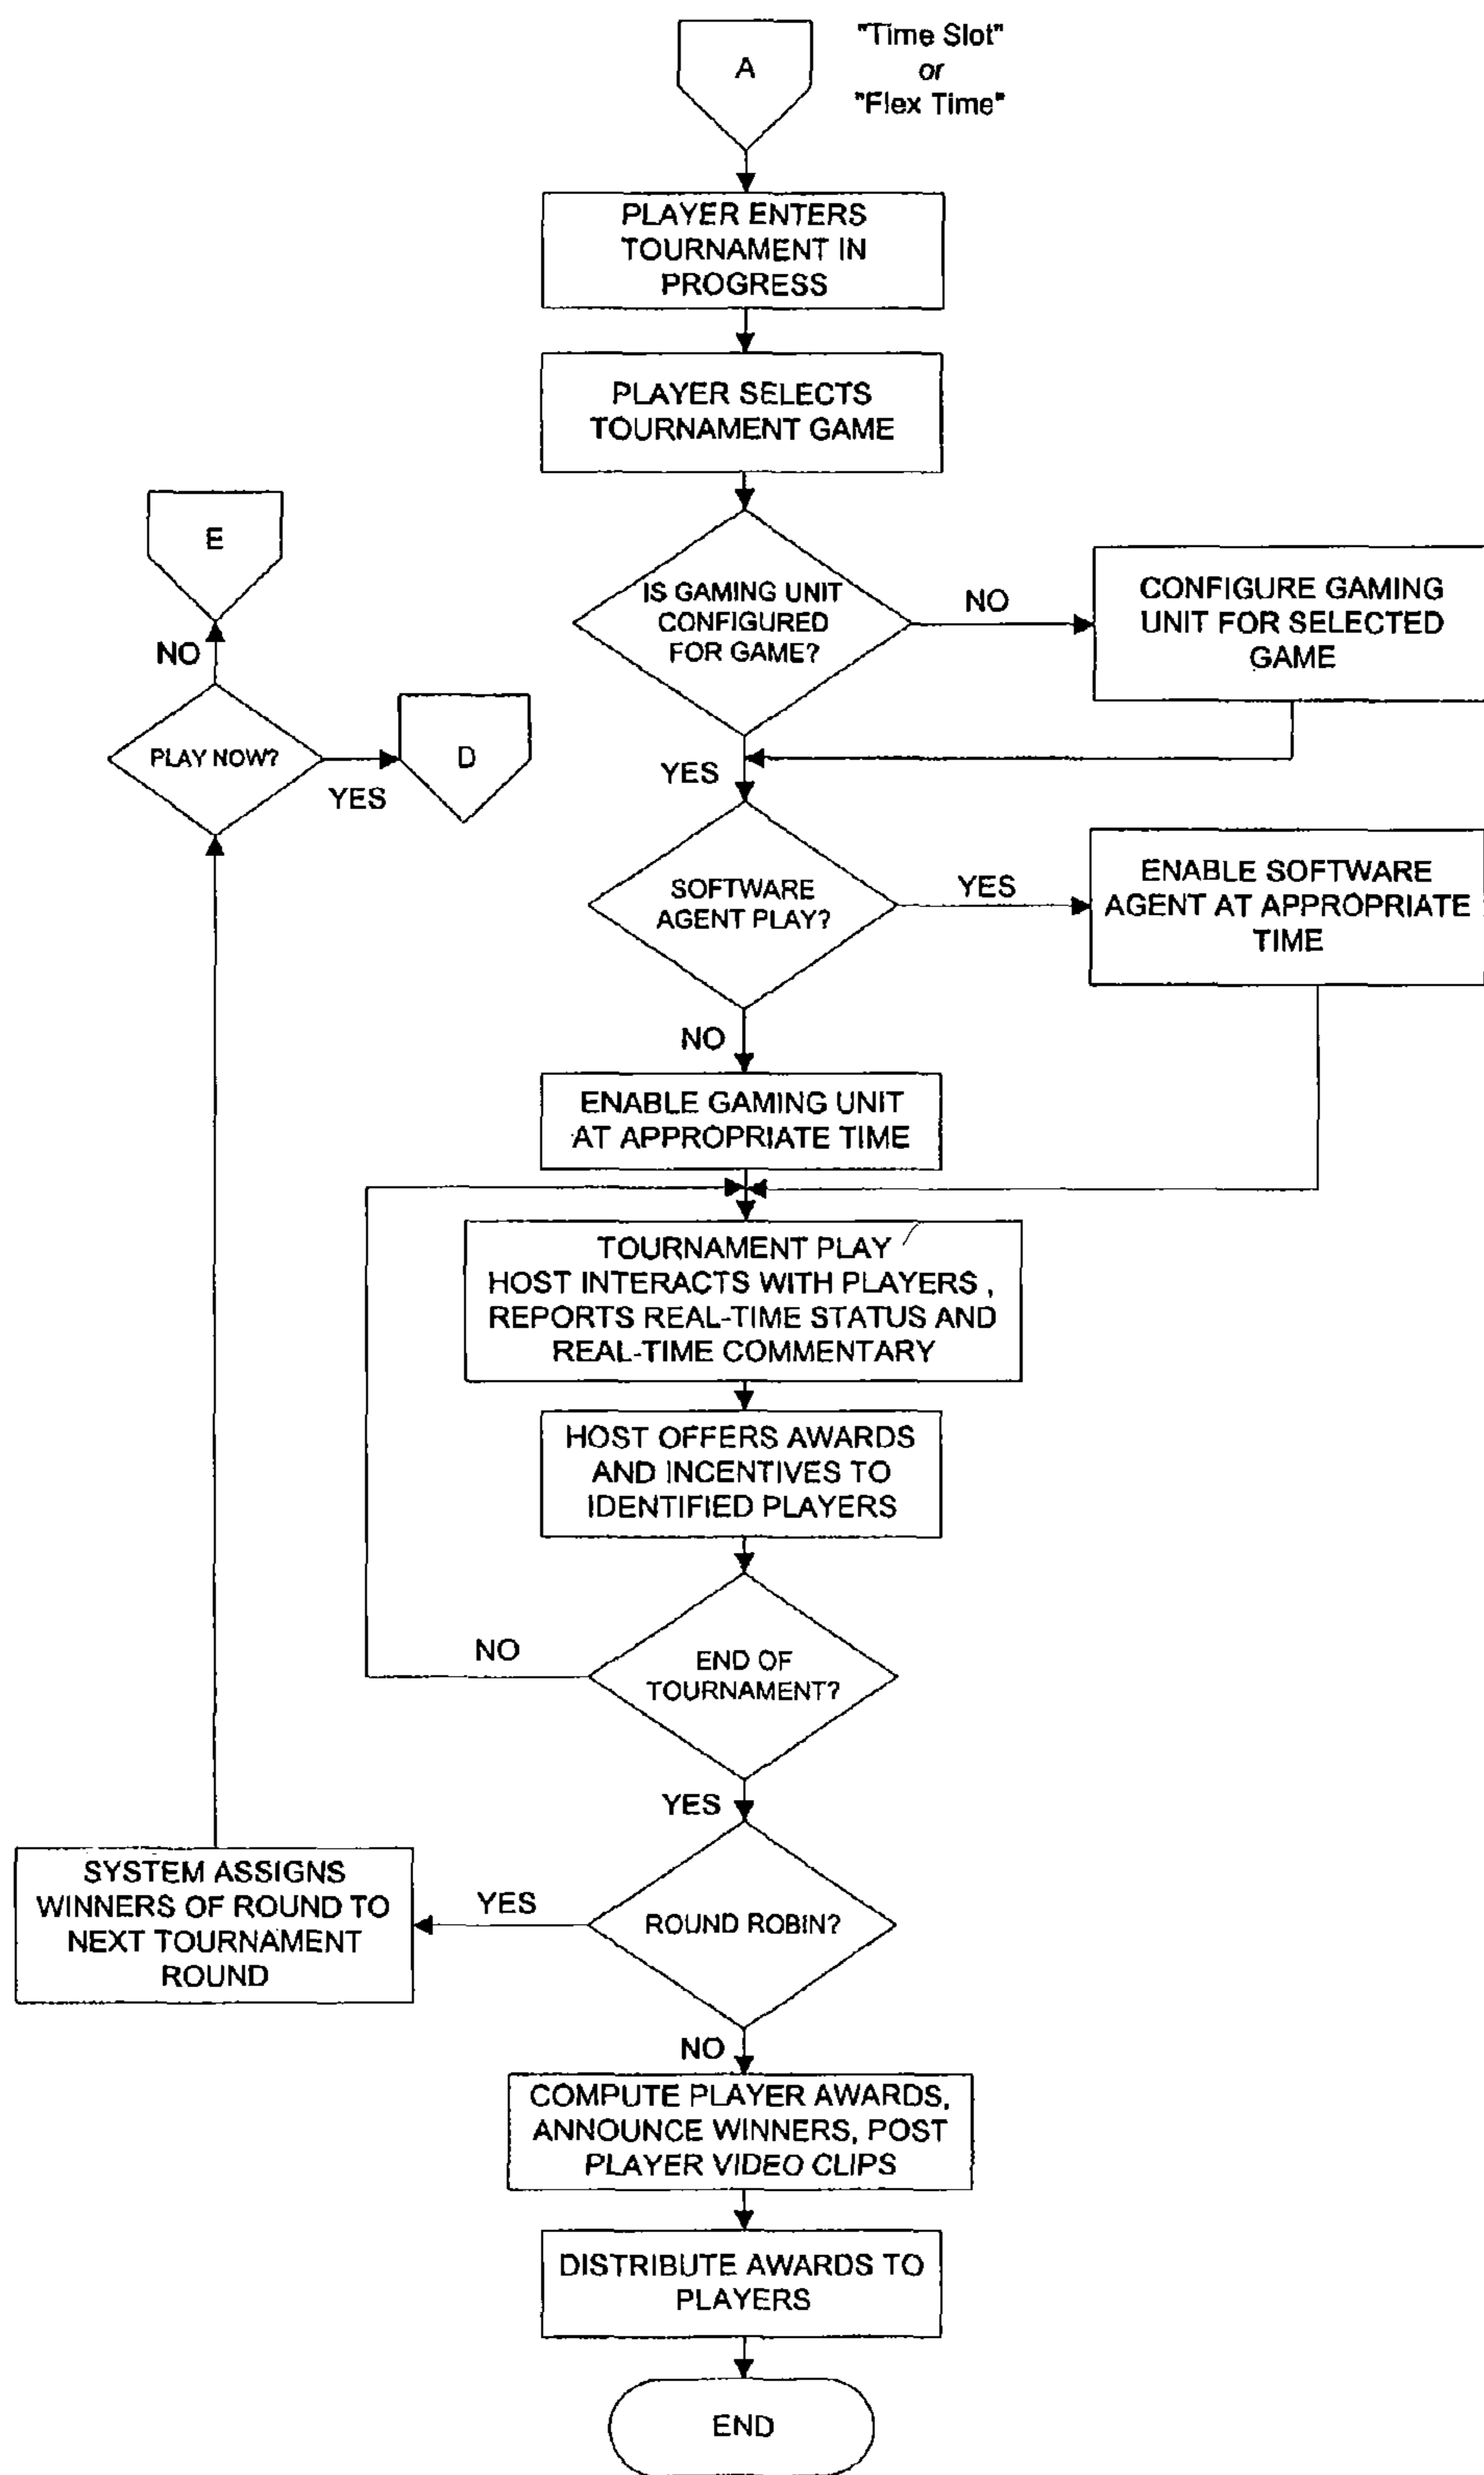 A
"Time Slot"
or
"Flex Time"
PLAYER ENTERS
TOURNAMENT IN
PROGRESS
PLAYER SELECTS
TOURNAMENT GAME
E
IS GAMING UNIT
CONFIGURED
FOR GAME?
NO
CONFIGURE GAMING
UNIT FOR SELECTED
GAME
NO
PLAY NOW?
YES
D
YES
SOFTWARE
AGENT PLAY?
YES
ENABLE SOFTWARE
AGENT AT APPROPRIATE
TIME
NO
ENABLE GAMING UNIT
AT APPROPRIATE TIME
TOURNAMENT PLAY
HOST INTERACTS WITH PLAYERS ,
REPORTS REAL-TIME STATUS AND
REAL-TIME COMMENTARY
HOST OFFERS AWARDS
AND INCENTIVES TO
IDENTIFIED PLAYERS
END OF
TOURNAMENT?
NO
YES
ROUND ROBIN?
YES
SYSTEM ASSIGNS
WINNERS OF ROUND TO
NEXT TOURNAMENT
ROUND
NO
COMPUTE PLAYER AWARDS,
ANNOUNCE WINNERS, POST
PLAYER VIDEO CLIPS
DISTRIBUTE AWARDS TO
PLAYERS
END